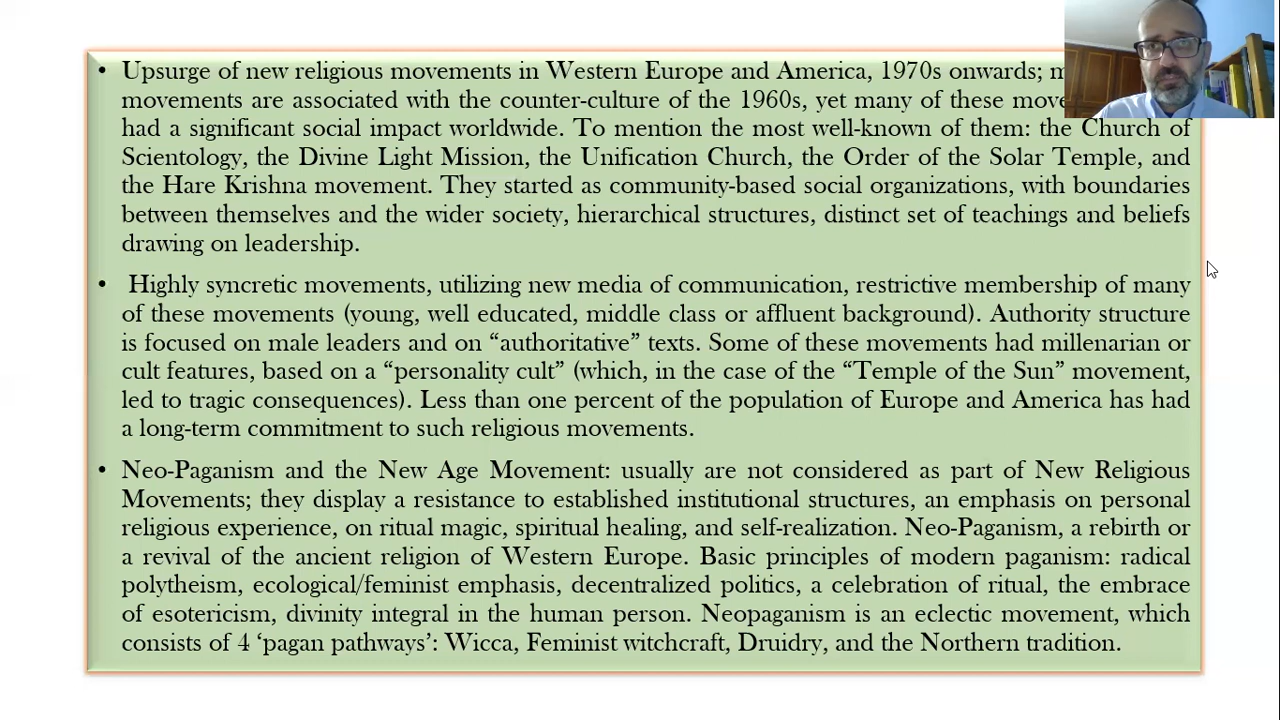 • Upsurge of new religious movements in Western Europe and America, 1970s onwards;
movements are associated with the counter-culture of the 1960s, yet many of these
had a significant social impact worldwide. To mention the most well-known of them: the Church of
Scientology, the Divine Light Mission, the Unification Church, the Order of the Solar Temple, and
the Hare Krishna movement. They started as community-based social organizations, with boundaries
between themselves and the wider society, hierarchical structures, distinct set of teachings and beliefs
drawing on leadership.
• Highly syncretic movements, utilizing new media of communication, restrictive membership of many
of these movements (young, well educated, middle class or affluent background). Authority structure
is focused on male leaders and on “authoritative” texts. Some of these movements had millenarian or
cult features, based on a “personality cult” (which, in the case of the “Temple of the Sun” movement,
led to tragic consequences). Less than one percent of the population of Europe and America has had
a long-term commitment to such religious movements.
• Neo-Paganism and the New Age Movement: usually are not considered as part of New Religious
Movements; they display a resistance to established institutional structures, an emphasis on personal
religious experience, on ritual magic, spiritual healing, and self-realization. Neo-Paganism, a rebirth or
a revival of the ancient religion of Western Europe. Basic principles of modern paganism: radical
polytheism, ecological/feminist emphasis, decentralized politics, a celebration of ritual, the embrace
of esotericism, divinity integral in the human person. Neopaganism is an eclectic movement, which
consists of 4 ‘pagan pathways’: Wicca, Feminist witchcraft, Druidry, and the Northern tradition.